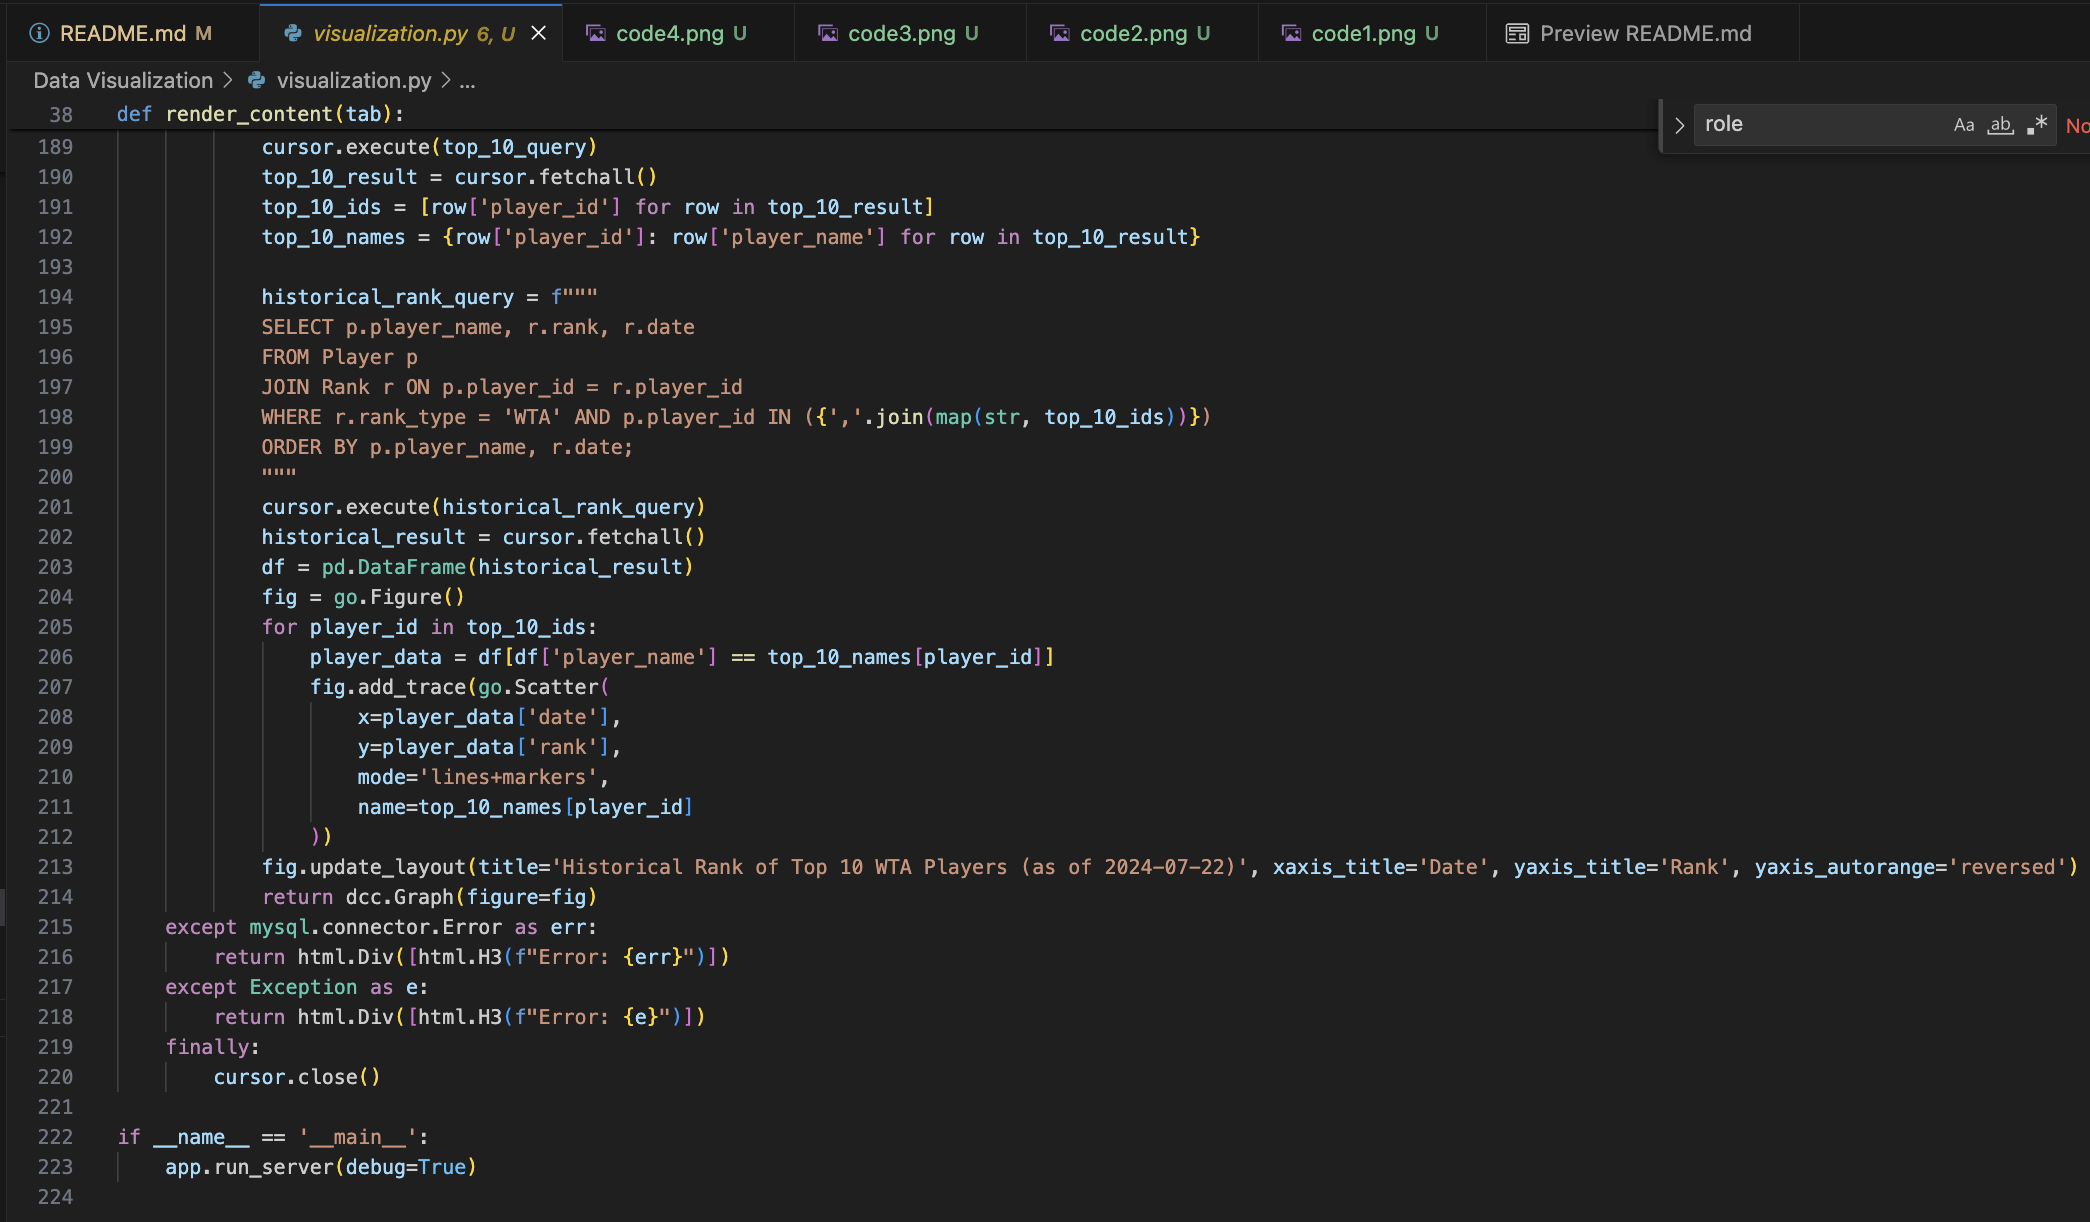 README.md M visualization.py 6, U code4.png U code3.png U code2.png U code1.png U Preview README.md
Data Visualization > visualization.py > ...
38 def render_content(tab):
role Aa ab .* No
189 cursor.execute(top_10_query)
190 top_10_result = cursor.fetchall()
191 top_10_ids = [row['player_id'] for row in top_10_result]
192 top_10_names = {row['player_id']: row['player_name'] for row in top_10_result}
193
194 historical_rank_query = f"""
195 SELECT p.player_name, r.rank, r.date
196 FROM Player p
197 JOIN Rank r ON p.player_id = r.player_id
198 WHERE r.rank_type = 'WTA' AND p.player_id IN ({','.join(map(str, top_10_ids))})
199 ORDER BY p.player_name, r.date;
200 """
201 cursor.execute(historical_rank_query)
202 historical_result = cursor.fetchall()
203 df = pd.DataFrame(historical_result)
204 fig = go.Figure()
205 for player_id in top_10_ids:
206 player_data = df[df['player_name'] == top_10_names[player_id]]
207 fig.add_trace(go.Scatter(
208 x=player_data['date'],
209 y=player_data['rank'],
210 mode='lines+markers',
211 name=top_10_names[player_id]
212 ))
213 fig.update_layout(title='Historical Rank of Top 10 WTA Players (as of 2024-07-22)', xaxis_title='Date', yaxis_title='Rank', yaxis_autorange='reversed')
214 return dcc.Graph(figure=fig)
215 except mysql.connector.Error as err:
216 return html.Div([html.H3(f"Error: {err}")])
217 except Exception as e:
218 return html.Div([html.H3(f"Error: {e}")])
219 finally:
220 cursor.close()
221
222 if __name__ == '__main__':
223 app.run_server(debug=True)
224